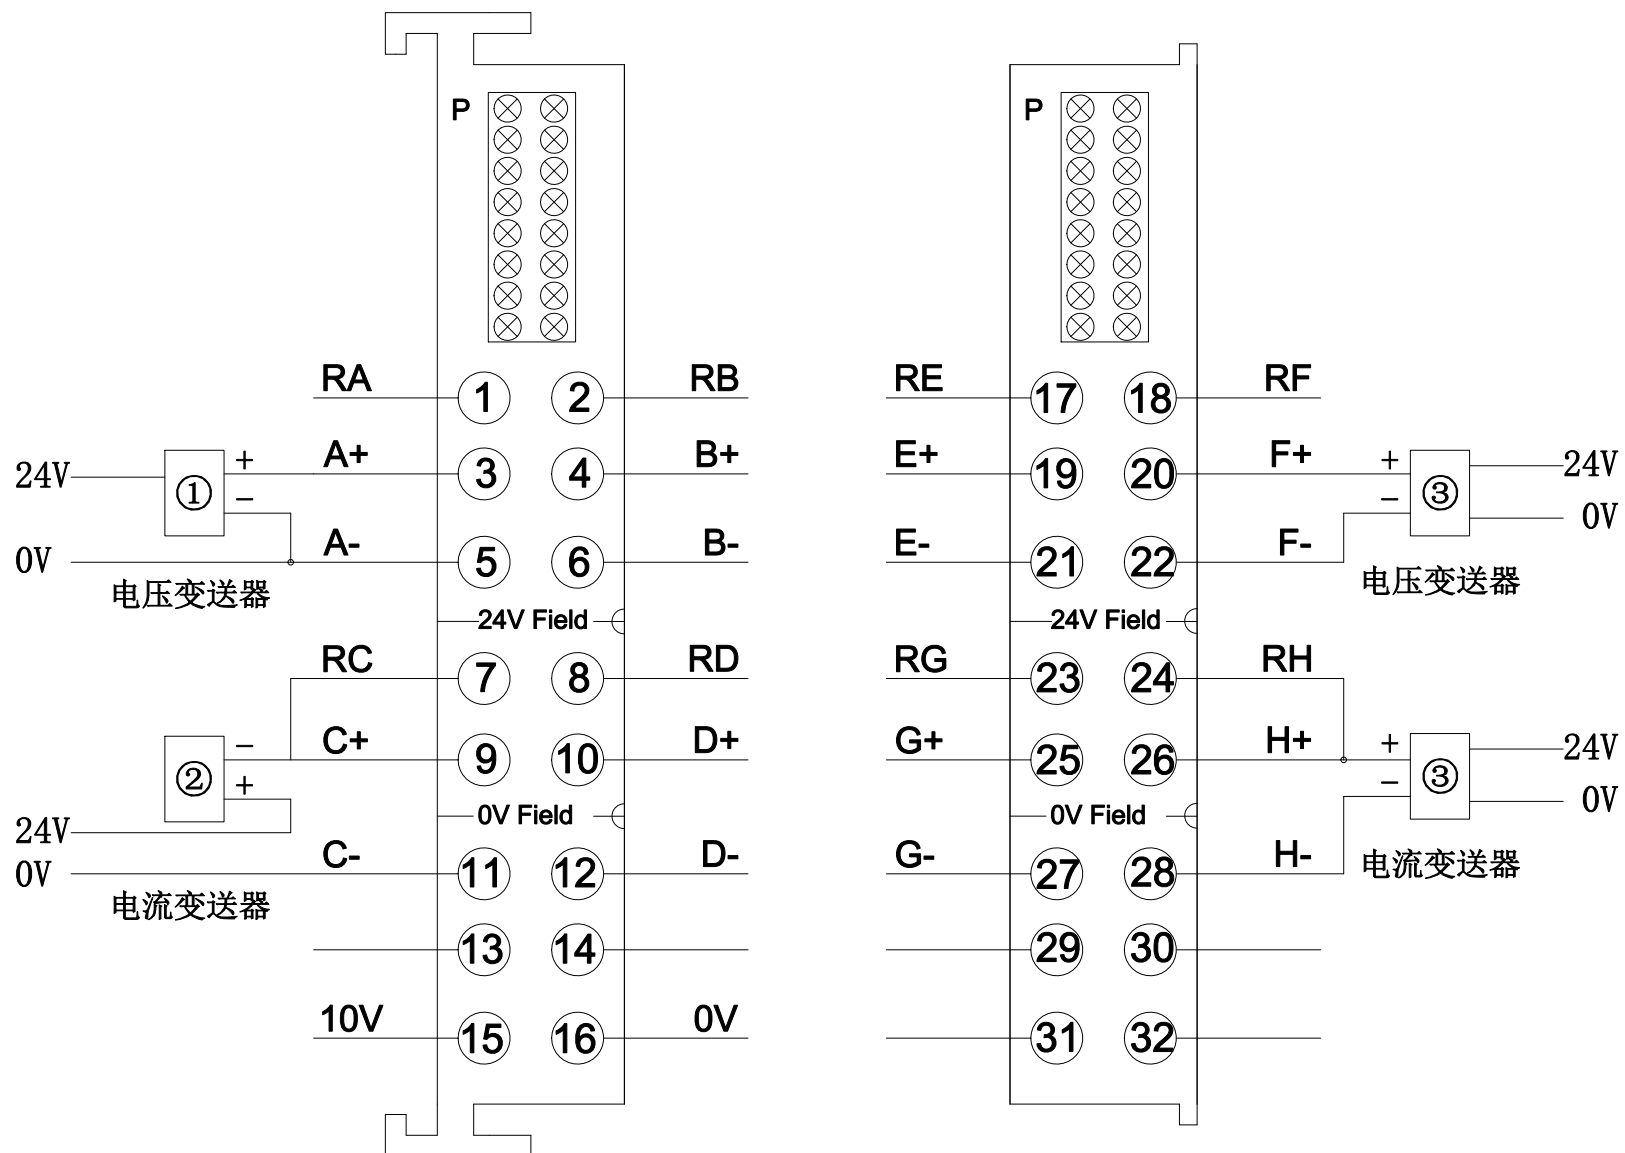 P P
RA 1 2 RB RE 17 18 RF
24V ① + A+ 3 4 B+ E+ 19 20 F+ + ③ 24V
− − 0V
0V A- 5 6 B- E- 21 22 F-
电压变送器 电压变送器
24V Field 24V Field
RC 7 8 RD RG 23 24 RH
② − C+ 9 10 D+ G+ 25 26 H+ + ③ 24V
+ − 0V
0V Field 0V Field
24V
0V C- 11 12 D- G- 27 28 H-
电流变送器 电流变送器
13 14 29 30
10V 15 16 0V 31 32